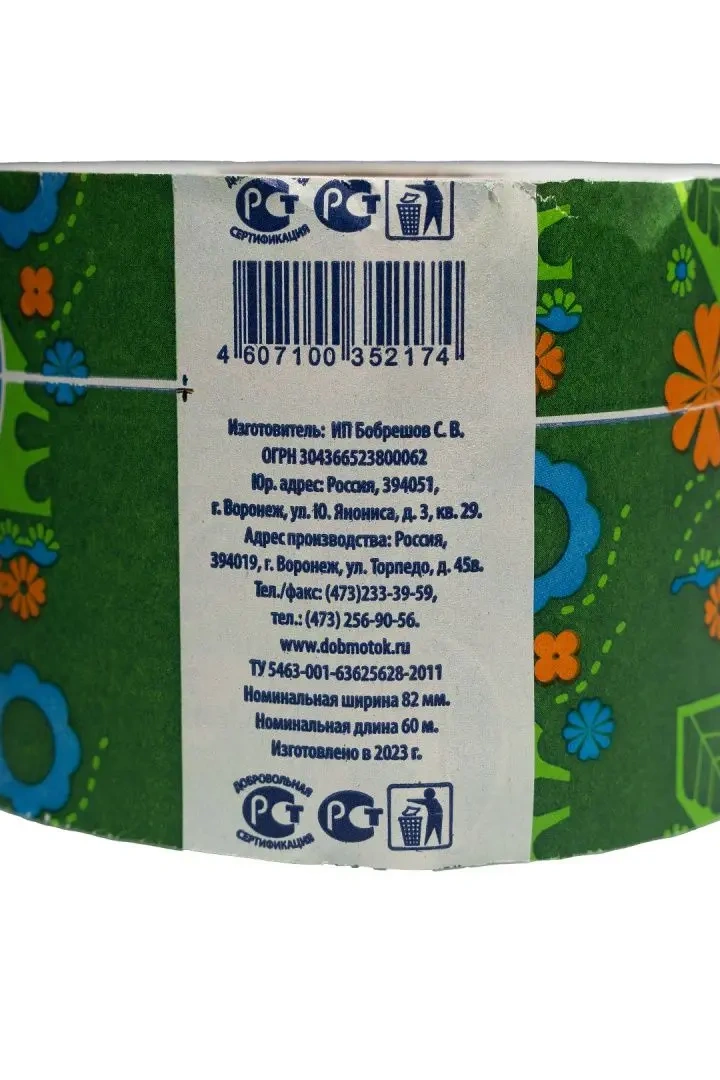 РСТ РСТ
СЕРТИФИКАЦИЯ
4 607100 352174
Изготовитель: ИП Бобрешов С. В.
ОГРН 304366523800062
Юр. адрес: Россия, 394051,
г. Воронеж, ул. Ю. Янониса, д. 3, кв. 29.
Адрес производства: Россия,
394019, г. Воронеж, ул. Торпедо, д. 45в.
Тел./факс: (473)233-39-59,
тел.: (473) 256-90-56.
www.dobmotok.ru
ТУ 5463-001-63625628-2011
Номинальная ширина 82 мм.
Номинальная длина 60 м.
Изготовлено в 2023 г.
ДОБРОВОЛЬНАЯ
РСТ РСТ
СЕРТИФИКАЦИЯ